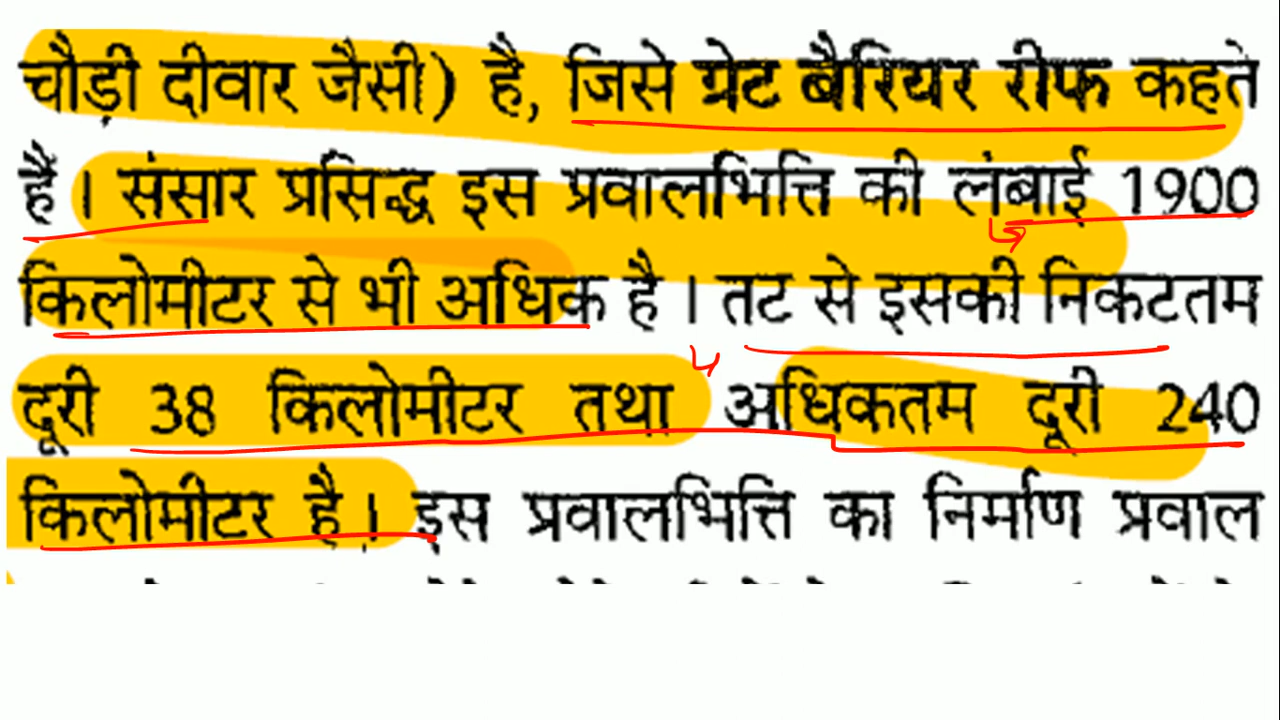 चौड़ी दीवार जैसी) है, जिसे ग्रेट बैरियर रीफ कहते
हैं । संसार प्रसिद्ध इस प्रवालभित्ति की लंबाई 1900
किलोमीटर से भी अधिक है । तट से इसकी निकटतम
दूरी 38 किलोमीटर तथा अधिकतम दूरी 240
किलोमीटर है । इस प्रवालभित्ति का निर्माण प्रवाल